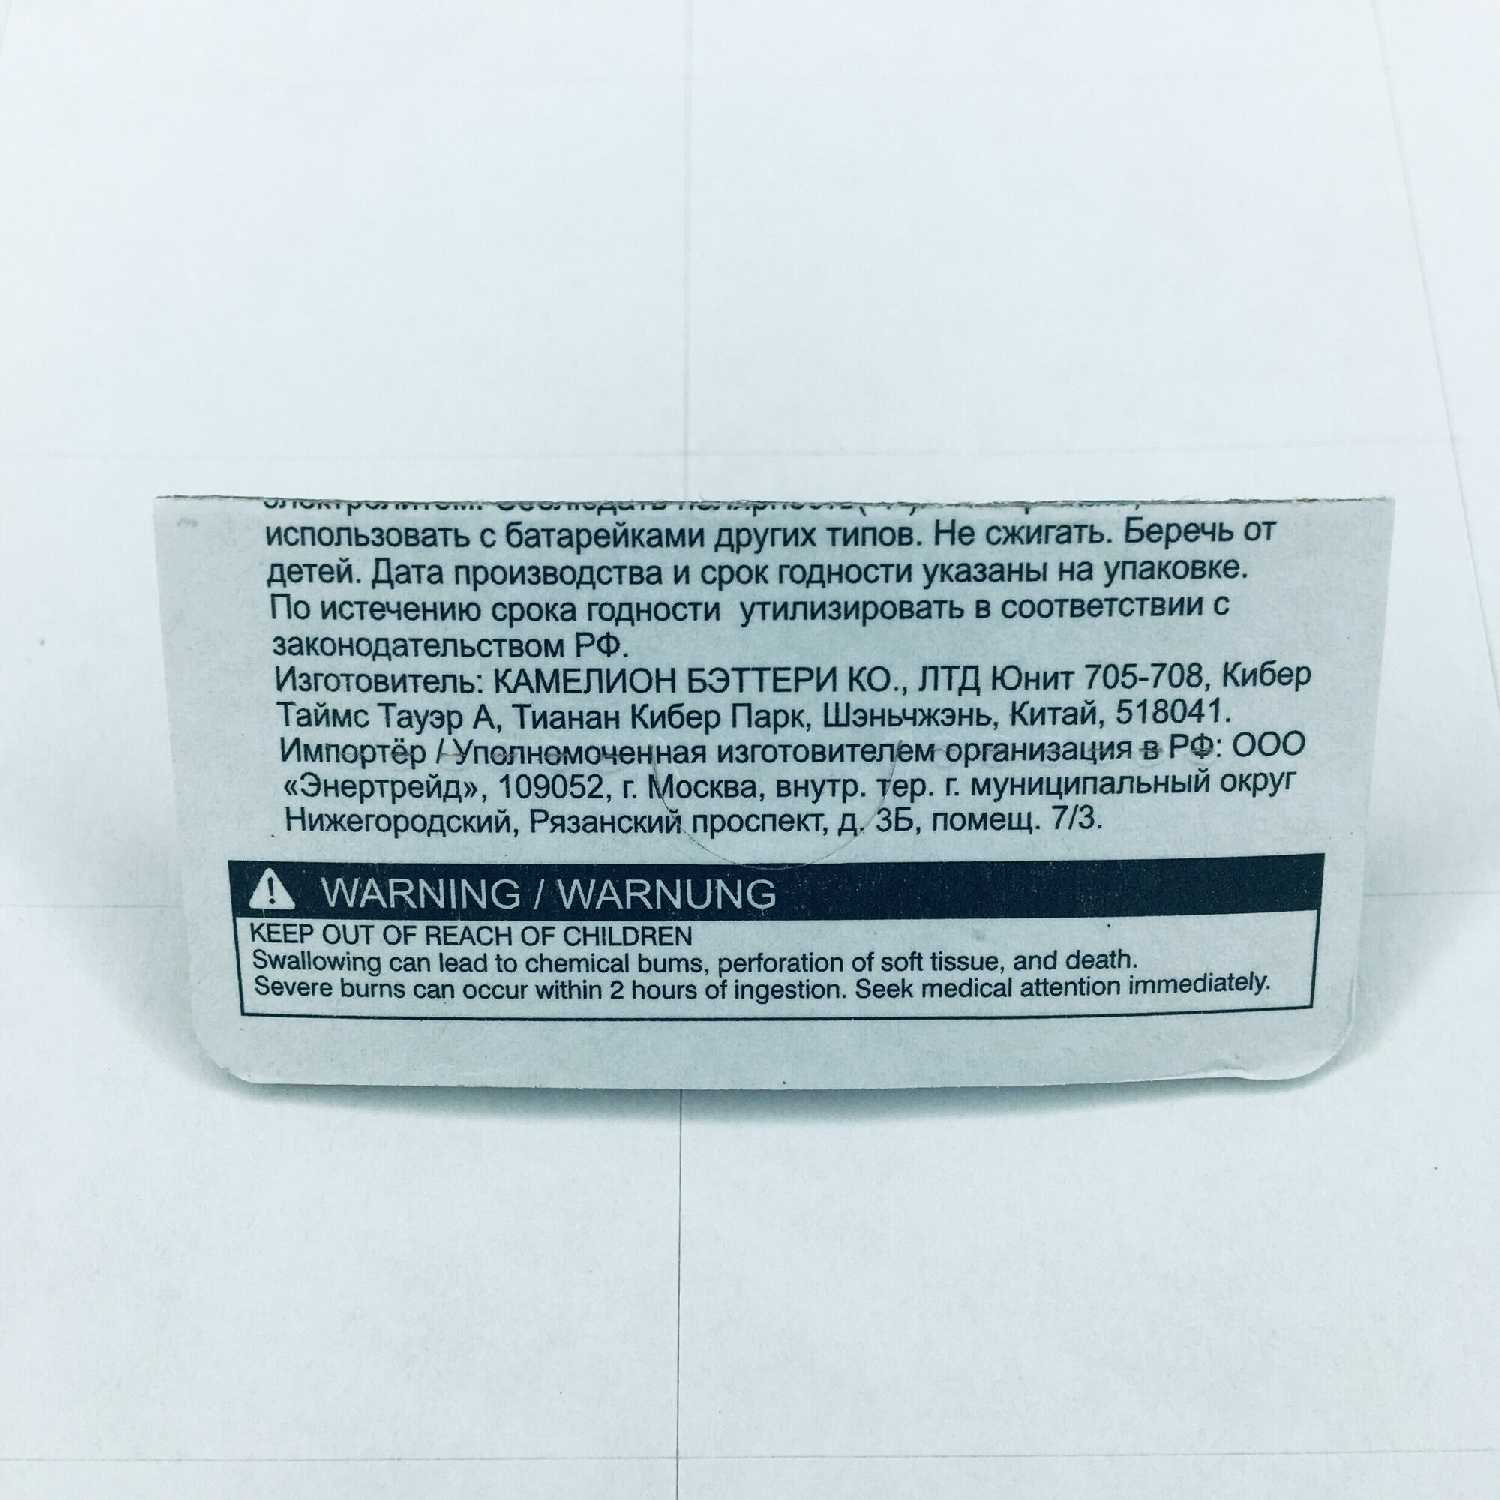 использовать с батарейками других типов. Не сжигать. Беречь от
детей. Дата производства и срок годности указаны на упаковке.
По истечению срока годности утилизировать в соответствии с
законодательством РФ.
Изготовитель: КАМЕЛИОН БЭТТЕРИ КО., ЛТД Юнит 705-708, Кибер
Таймс Тауэр А, Тианан Кибер Парк, Шэньчжэнь, Китай, 518041.
Импортёр / Уполномоченная изготовителем организация в РФ: ООО
«Энертрейд», 109052, г. Москва, внутр. тер. г. муниципальный округ
Нижегородский, Рязанский проспект, д. 3Б, помещ. 7/3.
WARNING / WARNUNG
KEEP OUT OF REACH OF CHILDREN
Swallowing can lead to chemical burns, perforation of soft tissue, and death.
Severe burns can occur within 2 hours of ingestion. Seek medical attention immediately.